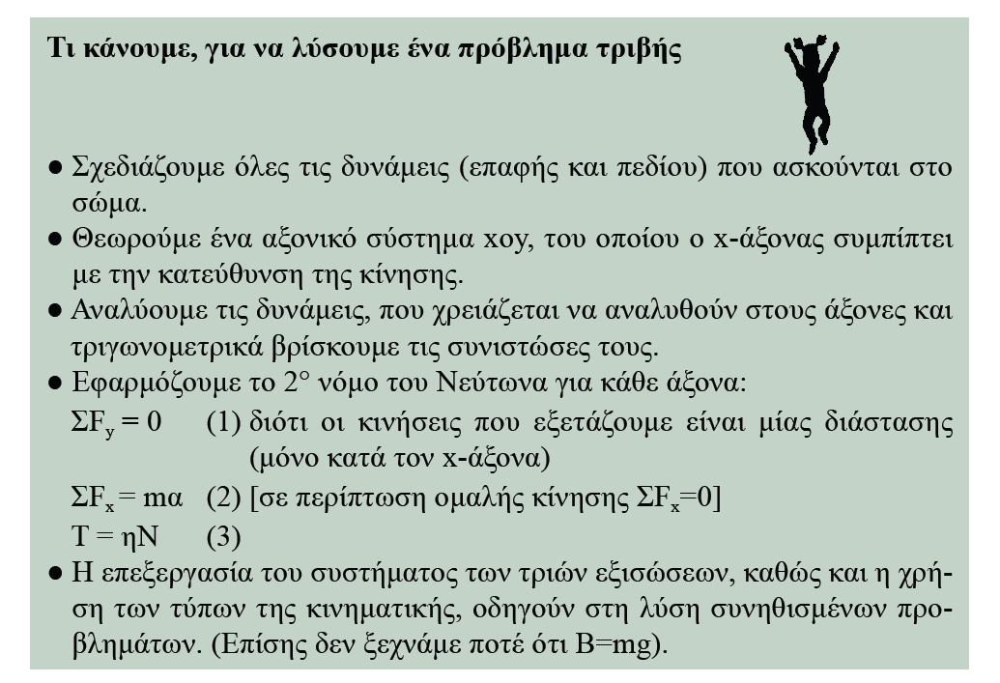 Τι κάνουμε, για να λύσουμε ένα πρόβλημα τριβής
● Σχεδιάζουμε όλες τις δυνάμεις (επαφής και πεδίου) που ασκούνται στο
σώμα.
● Θεωρούμε ένα αξονικό σύστημα xoy, του οποίου ο x-άξονας συμπίπτει
με την κατεύθυνση της κίνησης.
● Αναλύουμε τις δυνάμεις, που χρειάζεται να αναλυθούν στους άξονες και
τριγωνομετρικά βρίσκουμε τις συνιστώσες τους.
● Εφαρμόζουμε το 2° νόμο του Νεύτωνα για κάθε άξονα:
ΣFy = 0 (1) διότι οι κινήσεις που εξετάζουμε είναι μίας διάστασης
(μόνο κατά τον x-άξονα)
ΣFx = mα (2) [σε περίπτωση ομαλής κίνησης ΣFx=0]
T = ηN (3)
● Η επεξεργασία του συστήματος των τριών εξισώσεων, καθώς και η χρή-
ση των τύπων της κινηματικής, οδηγούν στη λύση συνηθισμένων προ-
βλημάτων. (Επίσης δεν ξεχνάμε ποτέ ότι B=mg).